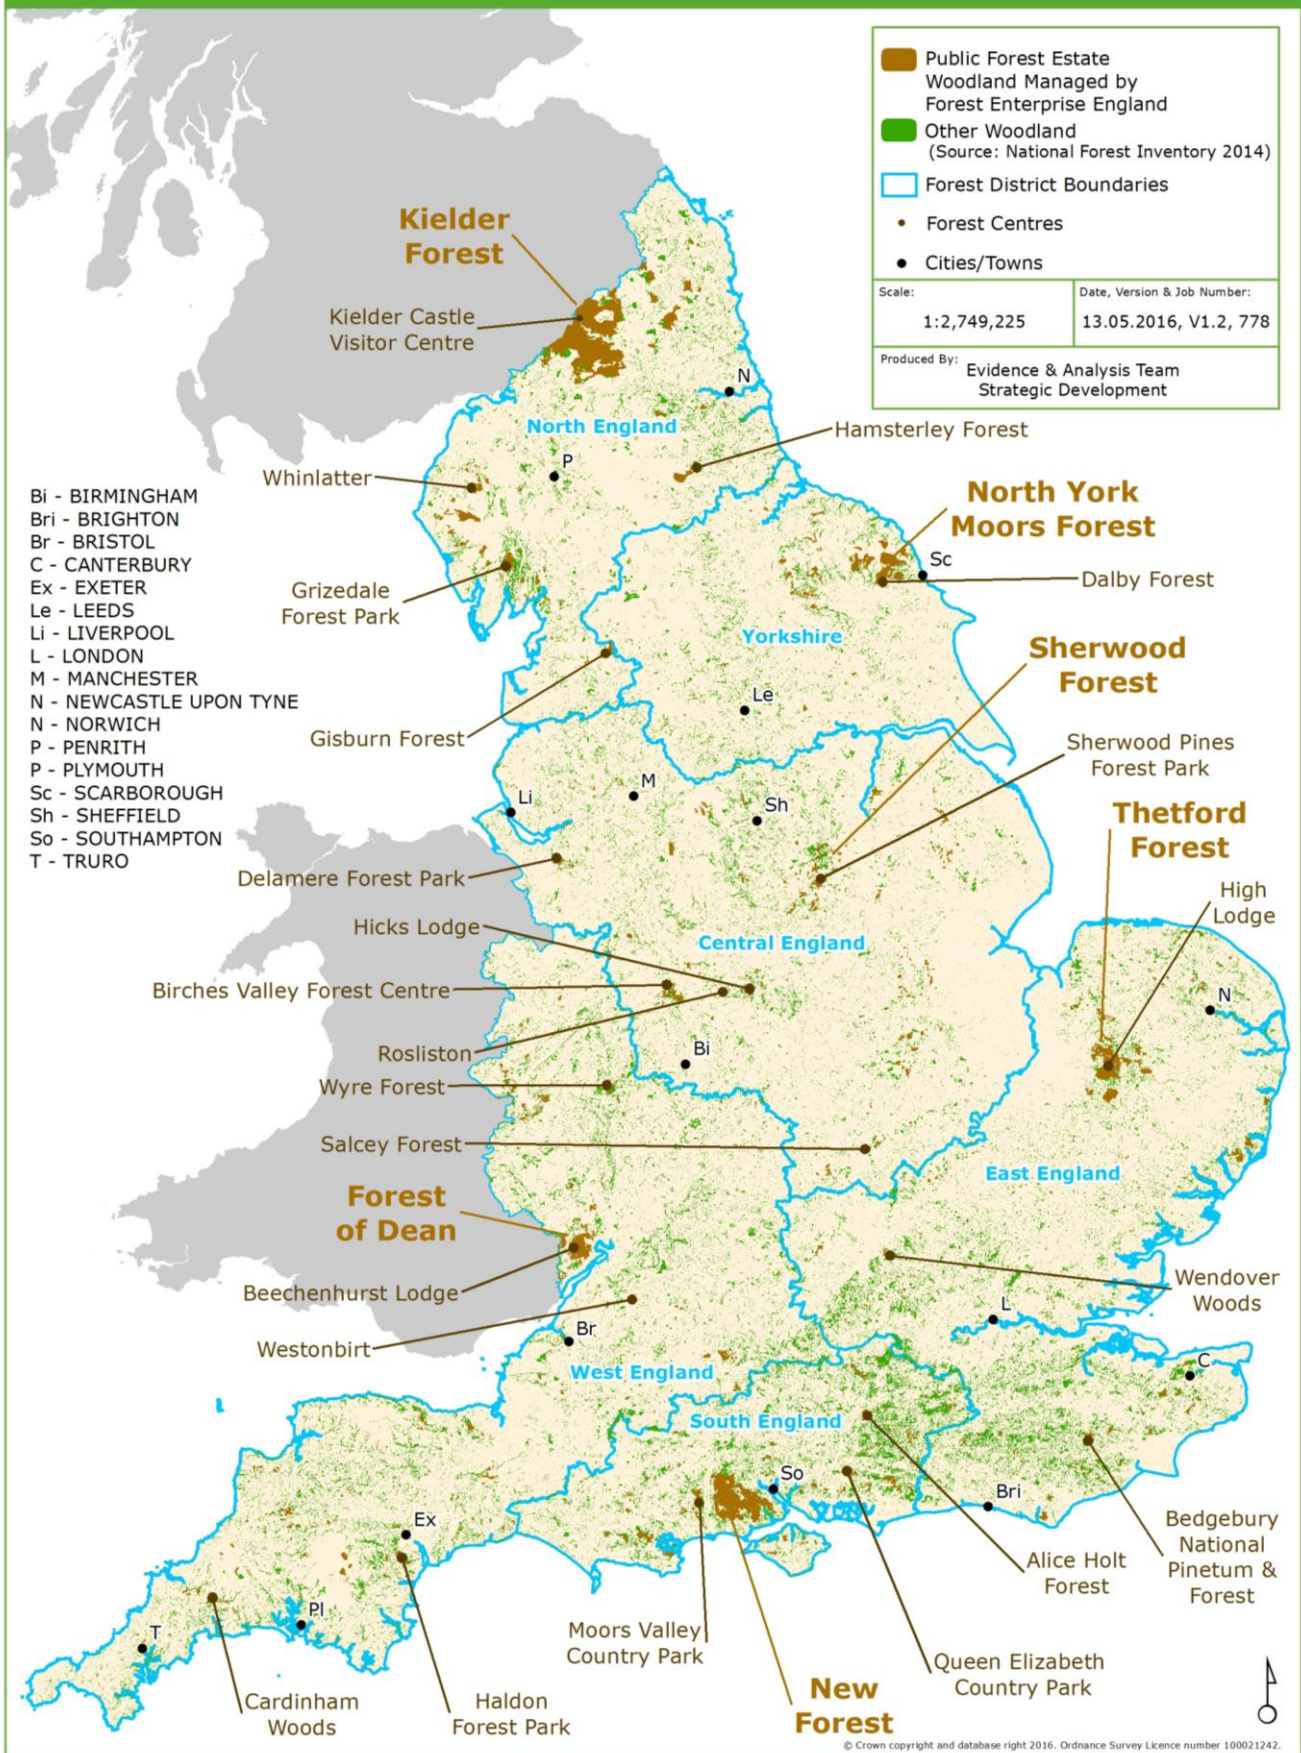 Public Forest Estate
Woodland Managed by
Forest Enterprise England
Other Woodland
(Source: National Forest Inventory 2014)
Forest District Boundaries
Forest Centres
Cities/Towns
Scale:
1:2,749,225
Date, Version & Job Number:
13.05.2016, V1.2, 778
Produced By:
Evidence & Analysis Team
Strategic Development
Kielder
Forest
Kielder Castle
Visitor Centre
N
North England
Hamsterley Forest
P
Whinlatter
Bi - BIRMINGHAM
Bri - BRIGHTON
Br - BRISTOL
C - CANTERBURY
Ex - EXETER
Le - LEEDS
Li - LIVERPOOL
L - LONDON
M - MANCHESTER
N - NEWCASTLE UPON TYNE
N - NORWICH
P - PENRITH
P - PLYMOUTH
Sc - SCARBOROUGH
Sh - SHEFFIELD
So - SOUTHAMPTON
T - TRURO
North York
Moors Forest
Sc
Dalby Forest
Grizedale
Forest Park
Yorkshire
Sherwood
Forest
Le
Gisburn Forest
Sherwood Pines
Forest Park
M
Li
Sh
Thetford
Forest
Delamere Forest Park
High
Lodge
Hicks Lodge
Central England
Birches Valley Forest Centre
N
Rosliston
Bi
Wyre Forest
Salcey Forest
East England
Forest
of Dean
Beechenhurst Lodge
Wendover
Woods
L
Westonbirt
Br
C
West England
South England
So
Bri
Ex
Bedgebury
National
Pinetum &
Forest
Alice Holt
Forest
Pl
T
Moors Valley
Country Park
Queen Elizabeth
Country Park
Cardinham
Woods
Haldon
Forest Park
New
Forest
© Crown copyright and database right 2016. Ordnance Survey Licence number 100021242.